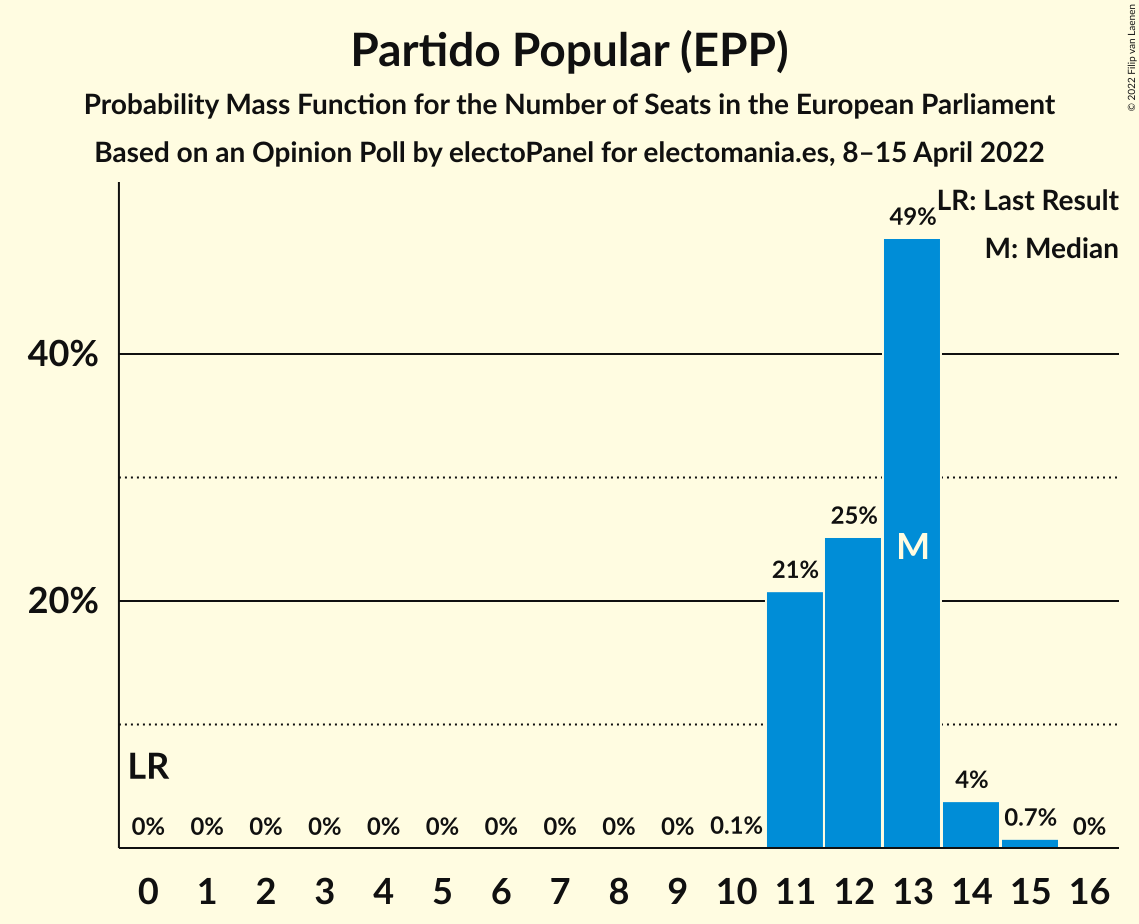 Partido Popular (EPP)
Probability Mass Function for the Number of Seats in the European Parliament
Based on an Opinion Poll by electoPanel for electomania.es, 8–15 April 2022
© 2022 Filip van Laenen
LR: Last Result
M: Median
49%
40%
25%
M
21%
20%
LR
4%
0% 0% 0% 0% 0% 0% 0% 0% 0% 0% 0.1% 0.7% 0%
0 1 2 3 4 5 6 7 8 9 10 11 12 13 14 15 16